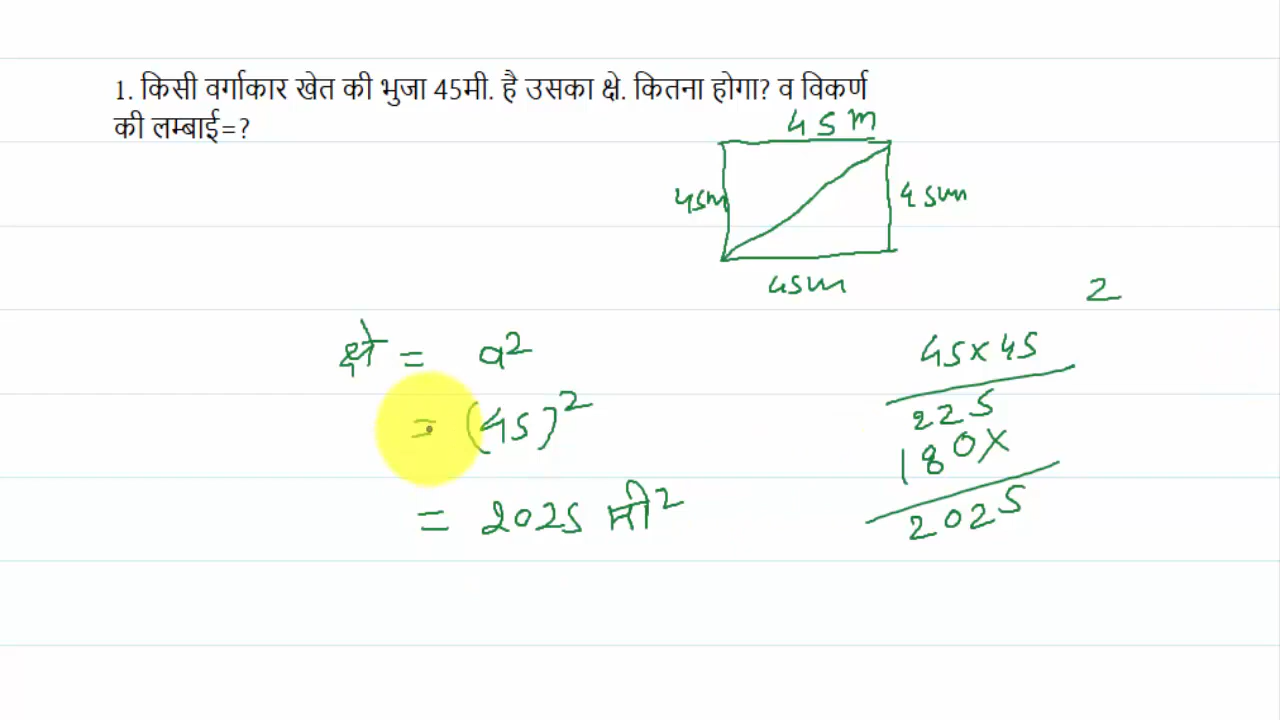 1. किसी वर्गाकार खेत की भुजा 45मी. है उसका क्षे. कितना होगा? व विकर्ण
की लम्बाई=?
45m
45m
45m
45m
2
क्षे = a²
= (45)²
= 2025 मी²
45×45
225
180×
2025